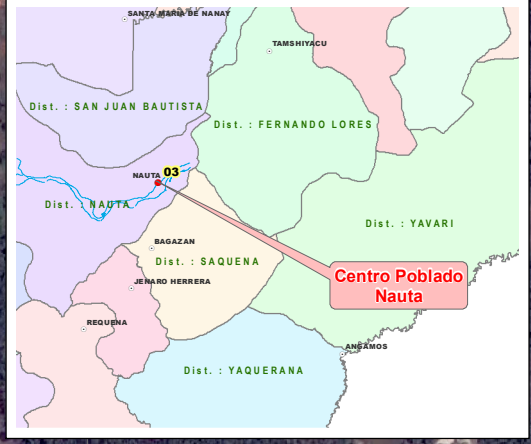 SANTA MARIA DE NANAY
TAMSHIYACU
Dist. : SAN JUAN BAUTISTA
Dist. : FERNANDO LORES
NAUTA
03
Dist. : NAUTA
Dist. : YAVARI
BAGAZAN
Dist. : SAQUENA
Centro Poblado
Nauta
JENARO HERRERA
REQUENA
ANGAMOS
Dist. : YAQUERANA